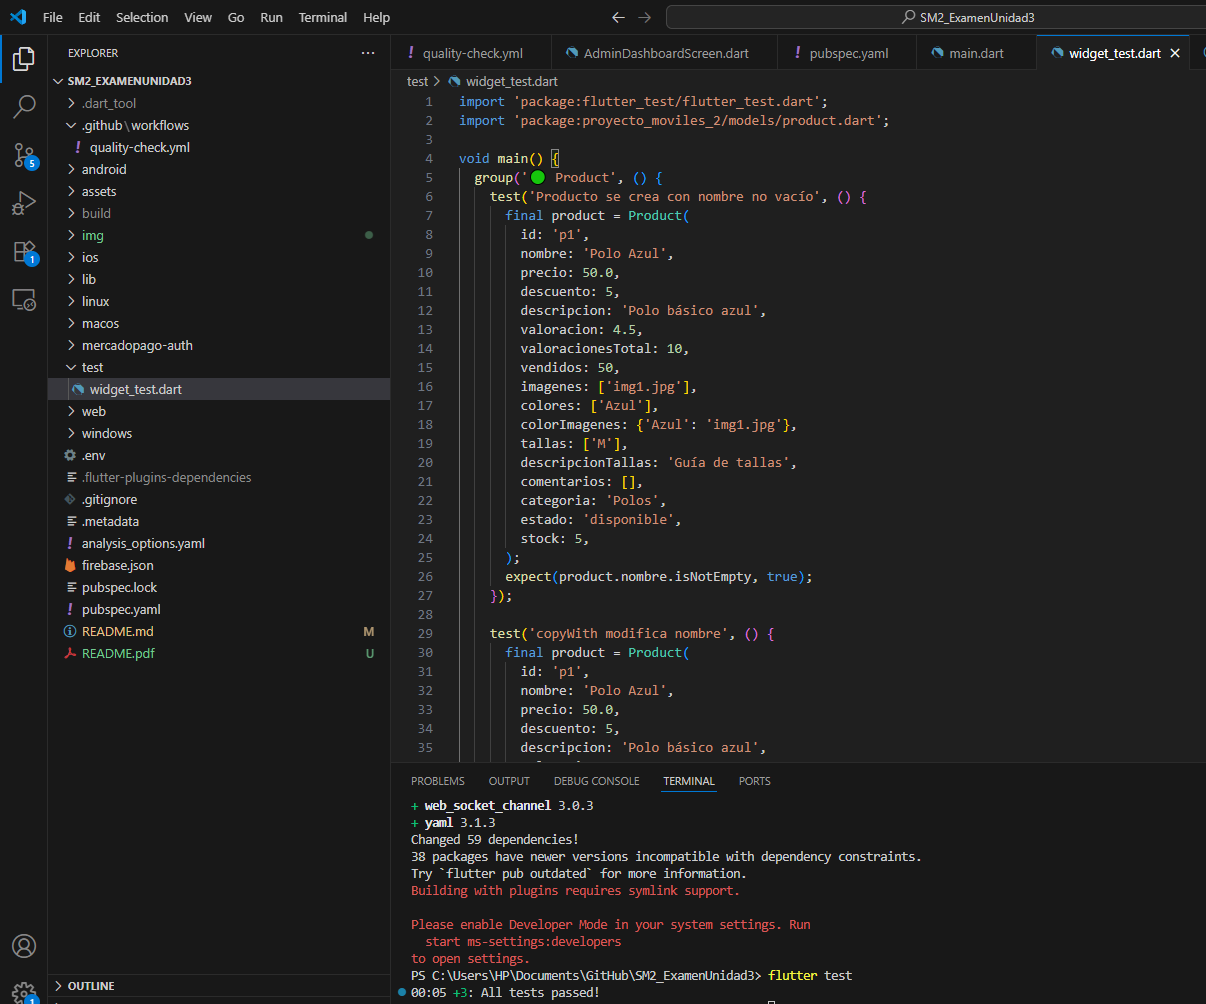 File Edit Selection View Go Run Terminal Help
SM2_ExamenUnidad3
EXPLORER
SM2_EXAMENUNIDAD3
.dart_tool
.github\workflows
quality-check.yml
android
assets
build
img
ios
lib
linux
macos
mercadopago-auth
test
widget_test.dart
web
windows
.env
.flutter-plugins-dependencies
.gitignore
.metadata
analysis_options.yaml
firebase.json
pubspec.lock
pubspec.yaml
README.md M
README.pdf U
OUTLINE
5
1
1
quality-check.yml AdminDashboardScreen.dart pubspec.yaml main.dart widget_test.dart
test > widget_test.dart
1 import 'package:flutter_test/flutter_test.dart';
2 import 'package:proyecto_moviles_2/models/product.dart';
3
4 void main() {
5 group('🟢 Product', () {
6 test('Producto se crea con nombre no vacío', () {
7 final product = Product(
8 id: 'p1',
9 nombre: 'Polo Azul',
10 precio: 50.0,
11 descuento: 5,
12 descripcion: 'Polo básico azul',
13 valoracion: 4.5,
14 valoracionesTotal: 10,
15 vendidos: 50,
16 imagenes: ['img1.jpg'],
17 colores: ['Azul'],
18 colorImagenes: {'Azul': 'img1.jpg'},
19 tallas: ['M'],
20 descripcionTallas: 'Guía de tallas',
21 comentarios: [],
22 categoria: 'Polos',
23 estado: 'disponible',
24 stock: 5,
25 );
26 expect(product.nombre.isNotEmpty, true);
27 });
28
29 test('copyWith modifica nombre', () {
30 final product = Product(
31 id: 'p1',
32 nombre: 'Polo Azul',
33 precio: 50.0,
34 descuento: 5,
35 descripcion: 'Polo básico azul',
PROBLEMS OUTPUT DEBUG CONSOLE TERMINAL PORTS
+ web_socket_channel 3.0.3
+ yaml 3.1.3
Changed 59 dependencies!
38 packages have newer versions incompatible with dependency constraints.
Try `flutter pub outdated` for more information.
Building with plugins requires symlink support.
Please enable Developer Mode in your system settings. Run
start ms-settings:developers
to open settings.
PS C:\Users\HP\Documents\GitHub\SM2_ExamenUnidad3> flutter test
00:05 +3: All tests passed!